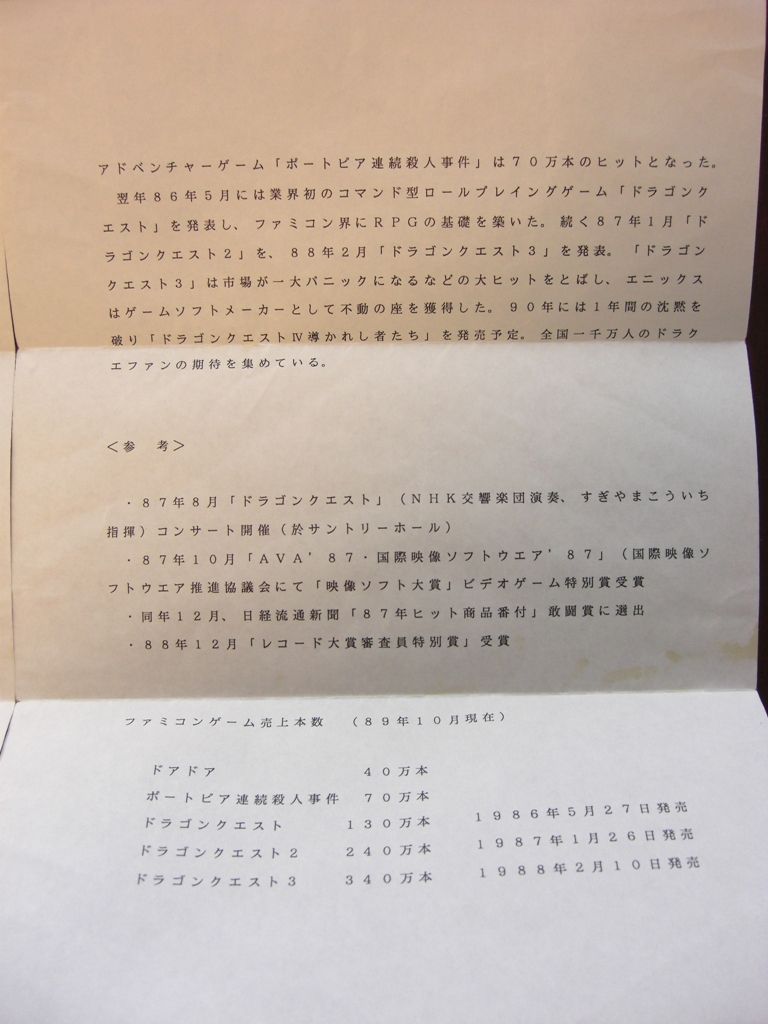 アドベンチャーゲーム「ポートピア連続殺人事件」は７０万本のヒットとなった。
翌年８６年５月には業界初のコマンド型ロールプレイングゲーム「ドラゴンク
エスト」を発表し、ファミコン界にＲＰＧの基礎を築いた。続く８７年１月「ド
ラゴンクエスト２」を、８８年２月「ドラゴンクエスト３」を発表。「ドラゴン
クエスト３」は市場が一大パニックになるなどの大ヒットをとばし、エニックス
はゲームソフトメーカーとして不動の座を獲得した。９０年には１年間の沈黙を
破り「ドラゴンクエストⅣ導かれし者たち」を発売予定。全国一千万人のドラク
エファンの期待を集めている。
＜参　考＞
・８７年８月「ドラゴンクエスト」（ＮＨＫ交響楽団演奏、すぎやまこういち
指揮）コンサート開催（於サントリーホール）
・８７年１０月「ＡＶＡ’８７・国際映像ソフトウエア’８７」（国際映像ソ
フトウエア推進協議会にて「映像ソフト大賞」ビデオゲーム特別賞受賞
・同年１２月、日経流通新聞「８７年ヒット商品番付」敢闘賞に選出
・８８年１２月「レコード大賞審査員特別賞」受賞
ファミコンゲーム売上本数　（８９年１０月現在）
ドアドア　４０万本
ポートピア連続殺人事件　７０万本
ドラゴンクエスト　１３０万本　１９８６年５月２７日発売
ドラゴンクエスト２　２４０万本　１９８７年１月２６日発売
ドラゴンクエスト３　３４０万本　１９８８年２月１０日発売